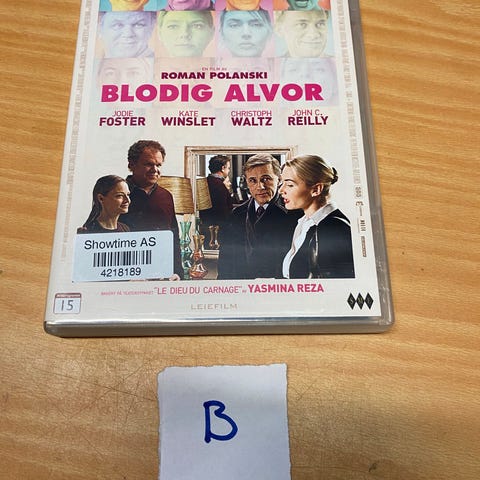 EN FILM AV
ROMAN POLANSKI
BLODIG ALVOR
JODIE FOSTER
KATE WINSLET
CHRISTOPH WALTZ
JOHN C. REILLY
Showtime AS
4218189
"LE DIEU DU CARNAGE" AV YASMINA REZA
LEIEFILM
15
B